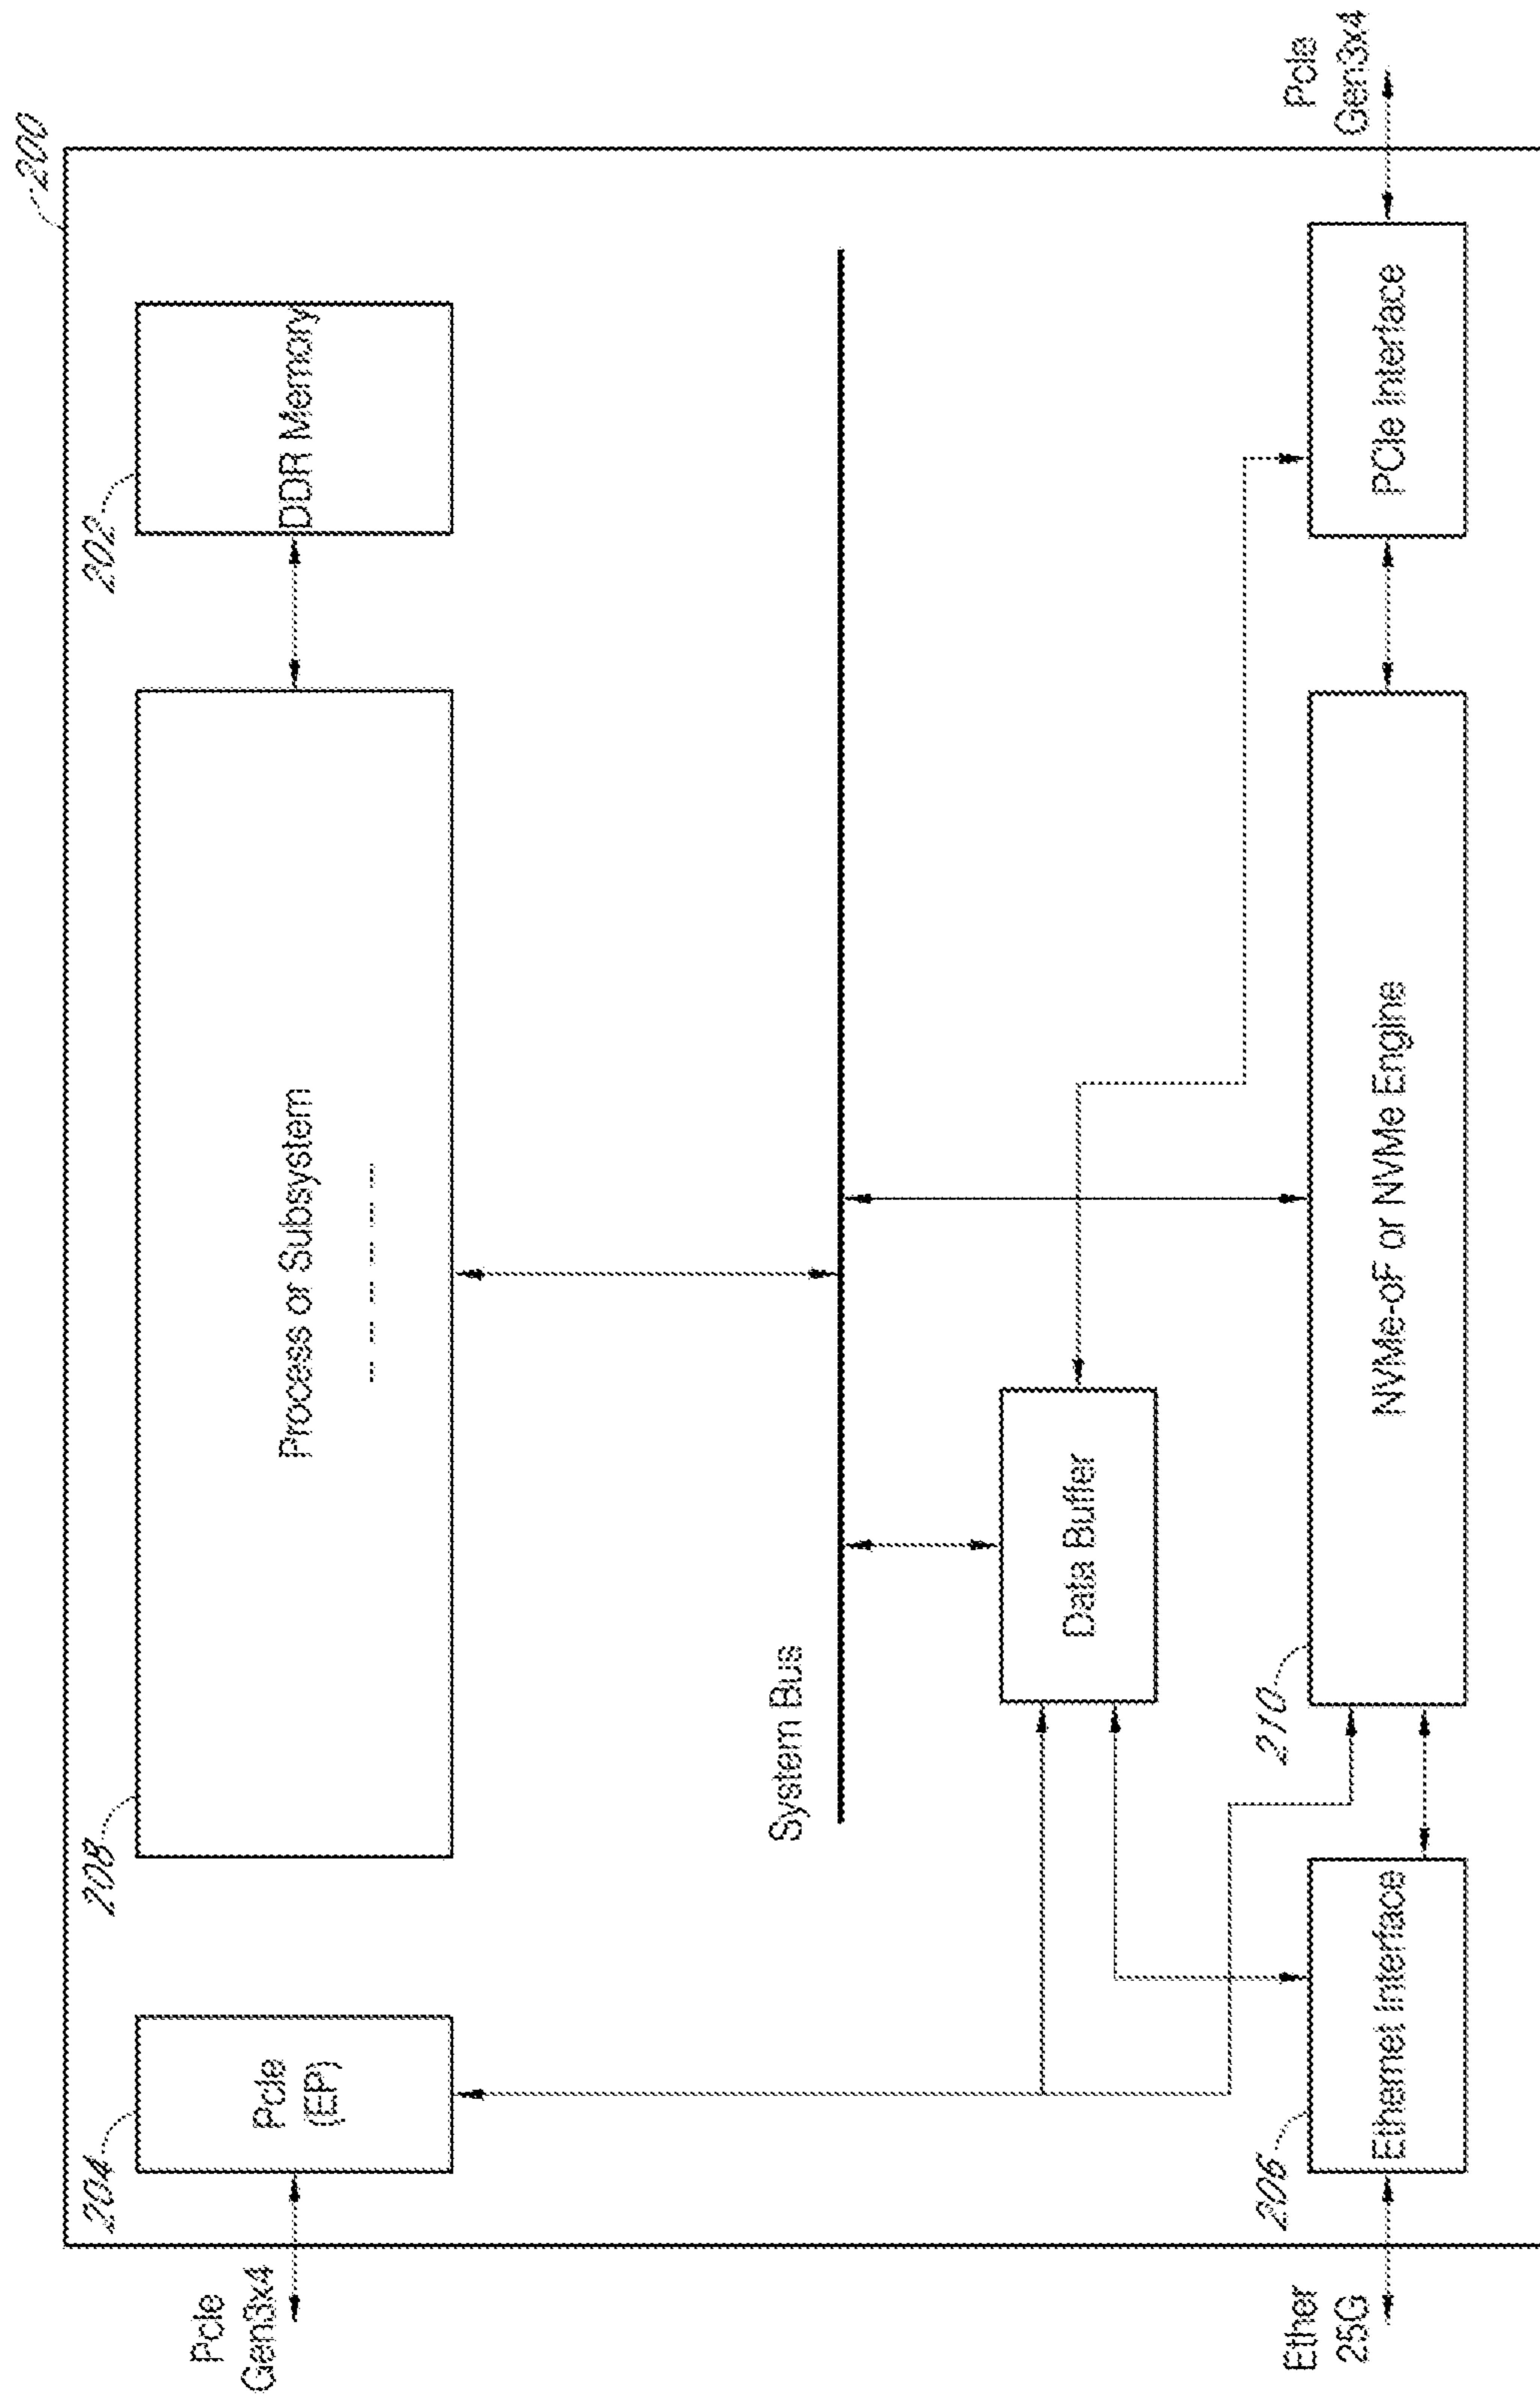 200
Pcie
Gen3x4
204
Pcie
(EP)
208
Process or Subsystem
202
DDR Memory
System Bus
Data Buffer
Ether
25G
206
Ethernet Interface
210
NVMe-oF or NVMe Engine
PCIe Interface
Pcie
Gen3x4